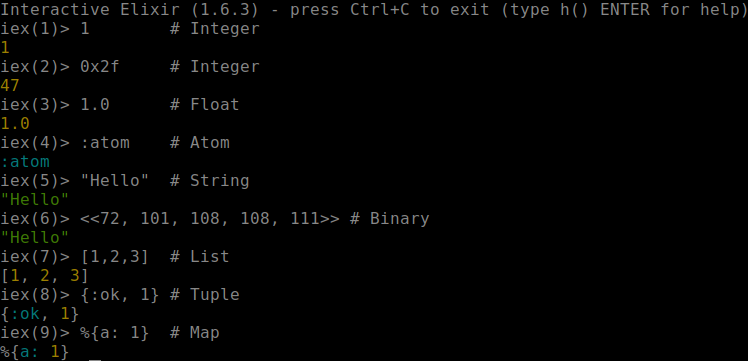 Interactive Elixir (1.6.3) - press Ctrl+C to exit (type h() ENTER for help)
iex(1)> 1        # Integer
1
iex(2)> 0x2f     # Integer
47
iex(3)> 1.0      # Float
1.0
iex(4)> :atom    # Atom
:atom
iex(5)> "Hello"  # String
"Hello"
iex(6)> <<72, 101, 108, 108, 111>> # Binary
"Hello"
iex(7)> [1,2,3]  # List
[1, 2, 3]
iex(8)> {:ok, 1} # Tuple
{:ok, 1}
iex(9)> %{a: 1}  # Map
%{a: 1}